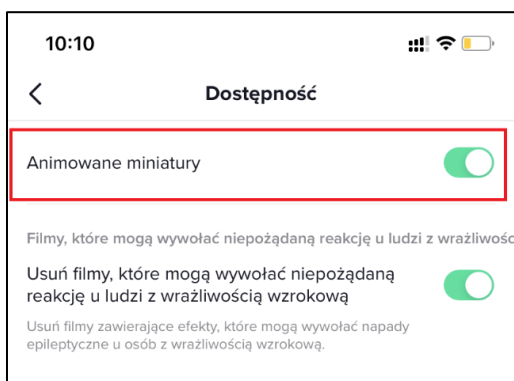 10:10
Dostępność
Animowane miniatury
Filmy, które mogą wywołać niepożądaną reakcję u ludzi z
Usuń filmy, które mogą wywołać niepożądaną
reakcję u ludzi z wrażliwością wzrokową
Usuń filmy zawierające efekty, które mogą wywołać napady
epileptyczne u osób z wrażliwością wzrokową.